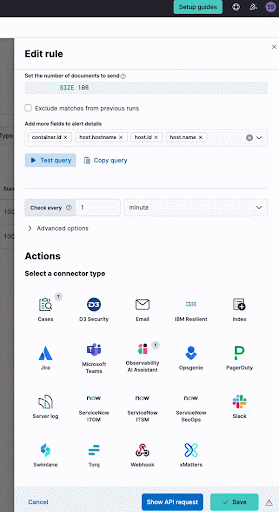 Setup guides
Edit rule
Set the number of documents to send
SIZE 100
Exclude matches from previous runs
Add more fields to alert details
Type
container.id × host.hostname × host.id × host.name ×
Test query Copy query
Check every 1 minute
Advanced options
Actions
Select a connector type
Cases D3 Security Email IBM Resilient Index
Jira Microsoft Teams Observability AI Assistant Opsgenie PagerDuty
Server log ServiceNow ITOM ServiceNow ITSM ServiceNow SecOps Slack
Swimlane Torq Webhook xMatters
Cancel Show API request Save